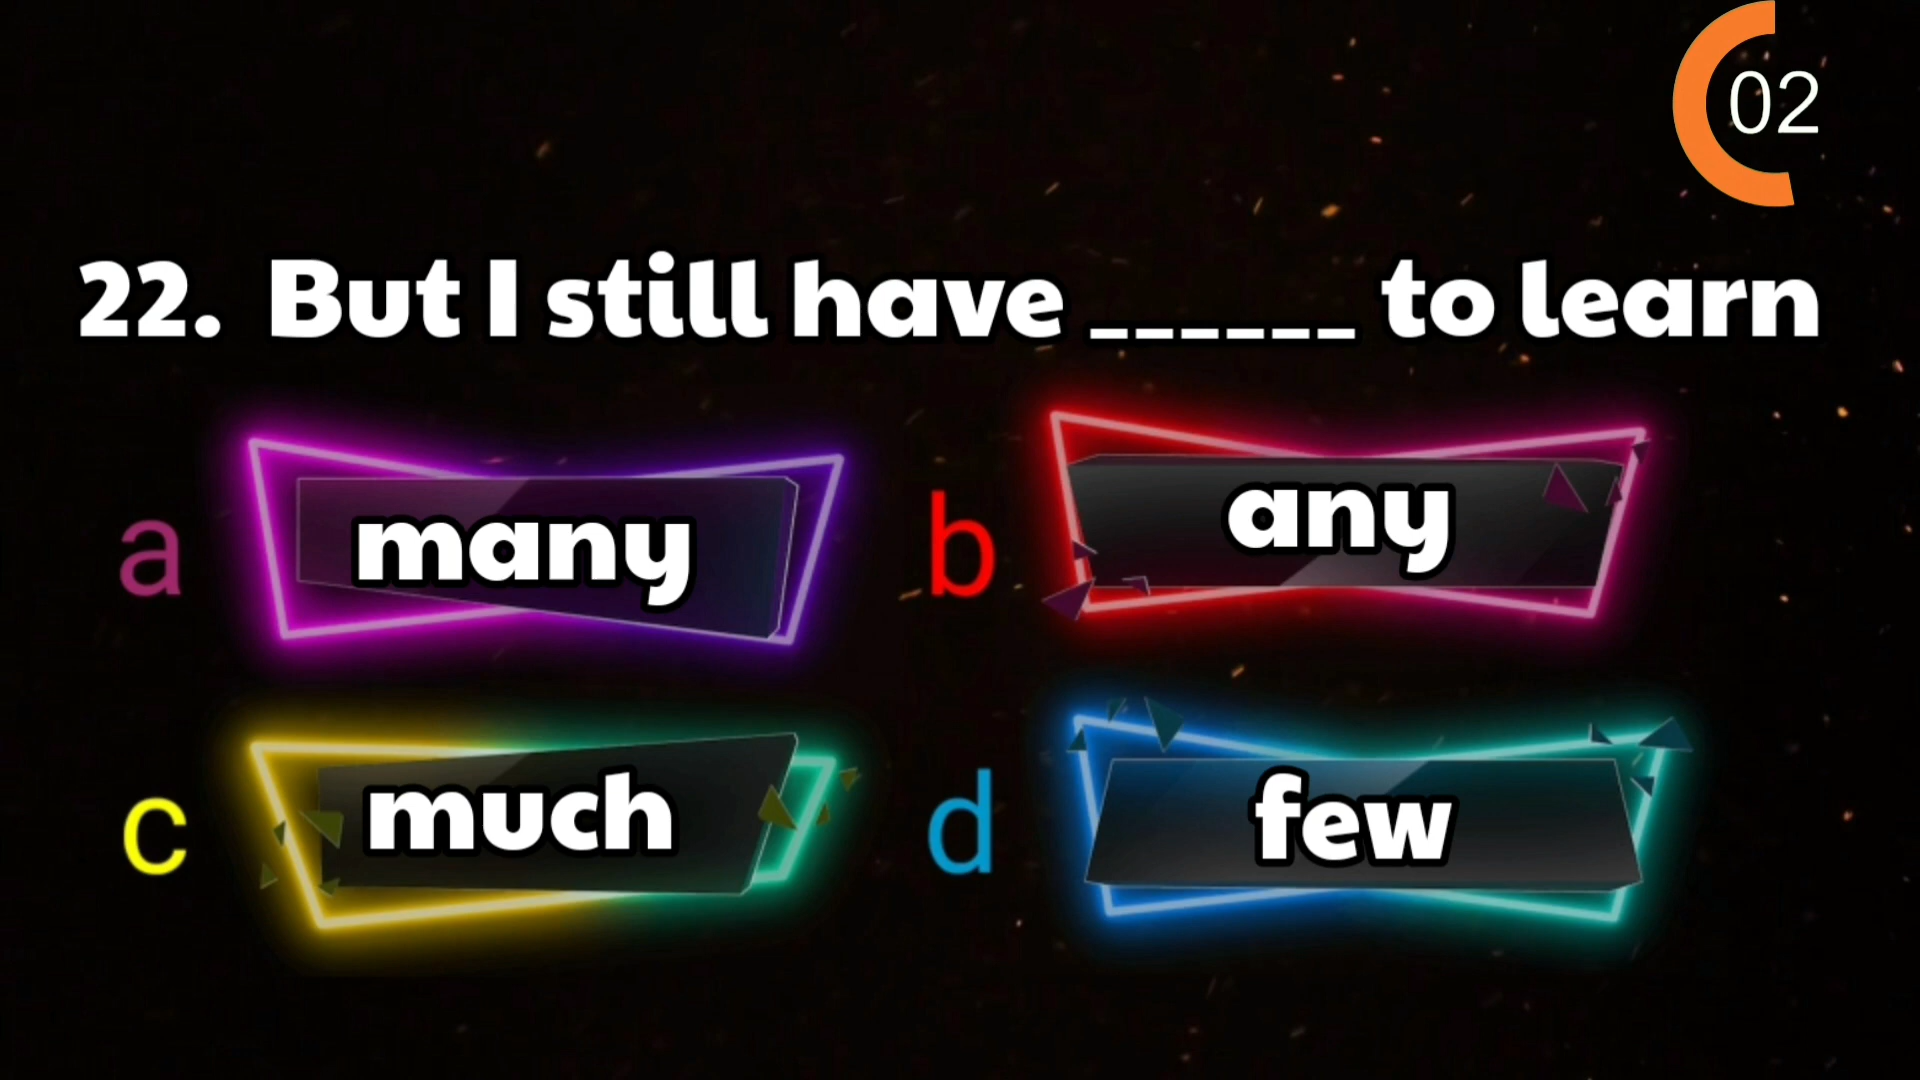 02
22. But I still have ______ to learn
a many
b any
c much
d few